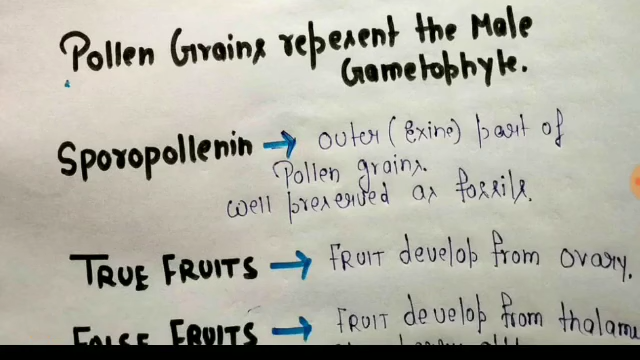 Pollen Grains repesent the Male
Gametophyte.
Sporopollenin → outer (Exine) part of
Pollen grains.
well preserved as fossils.
TRUE FRUITS → FRUIT develop from ovary.
FALSE FRUITS → FRUIT develop from thalamu